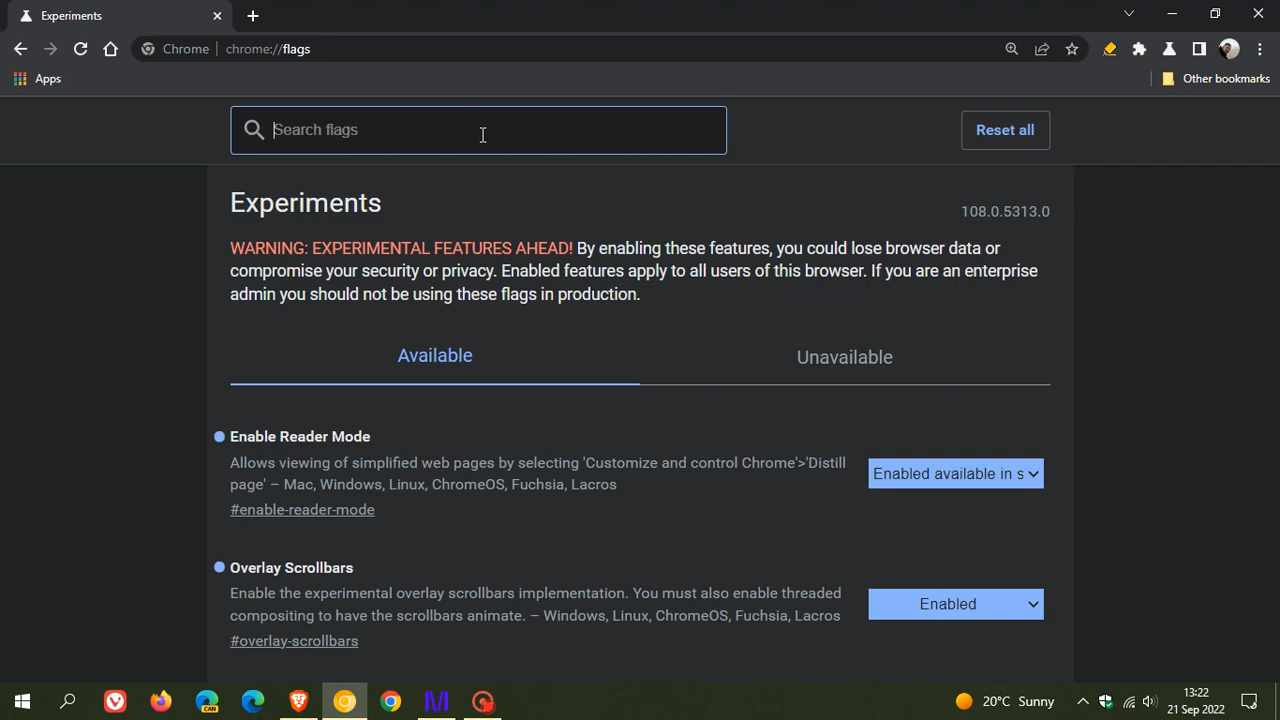 Experiments
Chrome
chrome://flags
Apps
Other bookmarks
Search flags
Reset all
Experiments
108.0.5313.0
WARNING: EXPERIMENTAL FEATURES AHEAD! By enabling these features, you could lose browser data or
compromise your security or privacy. Enabled features apply to all users of this browser. If you are an enterprise
admin you should not be using these flags in production.
Available
Unavailable
Enable Reader Mode
Allows viewing of simplified web pages by selecting 'Customize and control Chrome'>'Distill
page' – Mac, Windows, Linux, ChromeOS, Fuchsia, Lacros
#enable-reader-mode
Enabled available in s
Overlay Scrollbars
Enable the experimental overlay scrollbars implementation. You must also enable threaded
compositing to have the scrollbars animate. – Windows, Linux, ChromeOS, Fuchsia, Lacros
#overlay-scrollbars
Enabled
CAN
20°C Sunny
13:22
21 Sep 2022